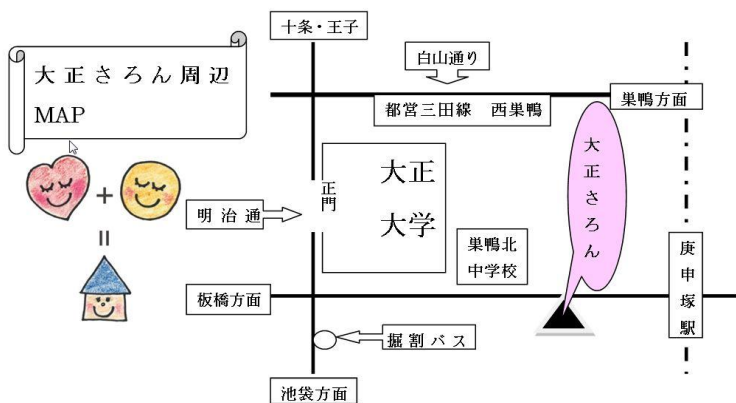 十条・王子
大正さろん周辺
MAP
白山通り
都営三田線 西巣鴨
巣鴨方面
大正
大学
正門
明治通
大正さろん
巣鴨北
中学校
庚申塚駅
板橋方面
掘割バス
池袋方面